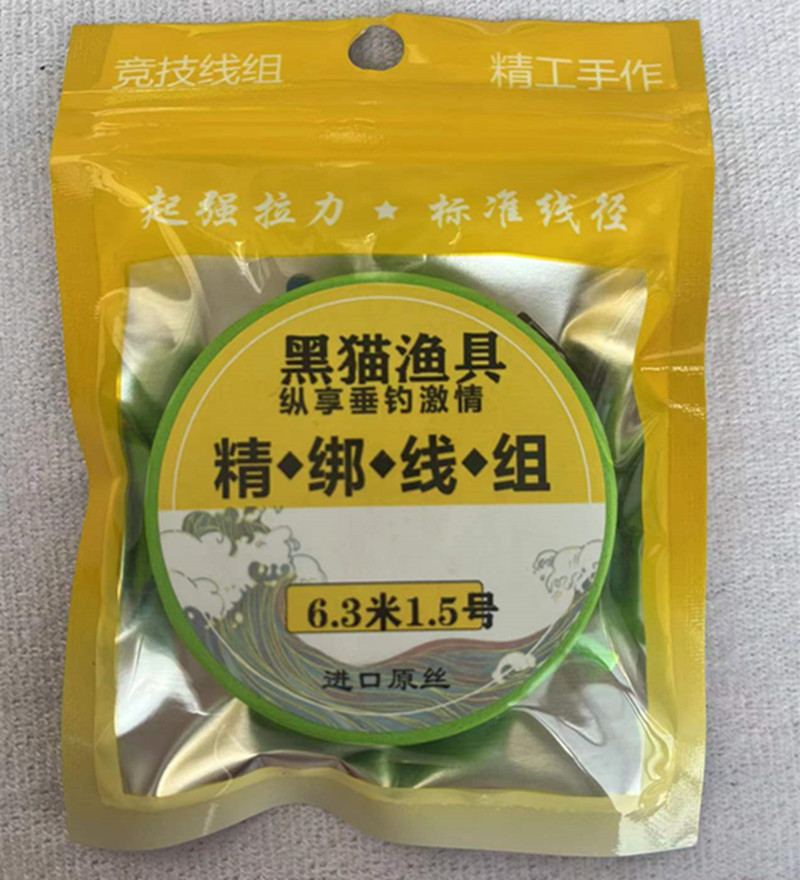 竞技线组 精工手作
起强拉力★标准线径
黑猫渔具
纵享垂钓激情
精◆绑◆线◆组
6.3米1.5号
进口原丝